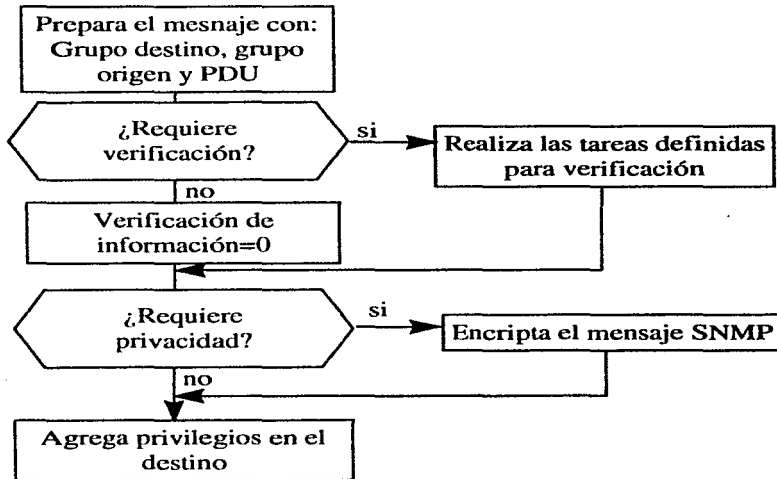 Prepara el mesnaje con:
Grupo destino, grupo
origen y PDU
¿Requiere
verificación?
si
Realiza las tareas definidas
para verificación
no
Verificación de
información=0
¿Requiere
privacidad?
si
Encripta el mensaje SNMP
no
Agrega privilegios en el
destino